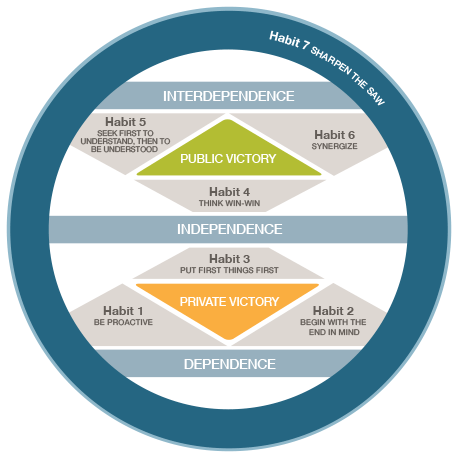 Habit 7 SHARPEN THE SAW
INTERDEPENDENCE
Habit 5
SEEK FIRST TO
UNDERSTAND, THEN TO
BE UNDERSTOOD
PUBLIC VICTORY
Habit 6
SYNERGIZE
Habit 4
THINK WIN-WIN
INDEPENDENCE
Habit 3
PUT FIRST THINGS FIRST
PRIVATE VICTORY
Habit 1
BE PROACTIVE
Habit 2
BEGIN WITH THE
END IN MIND
DEPENDENCE